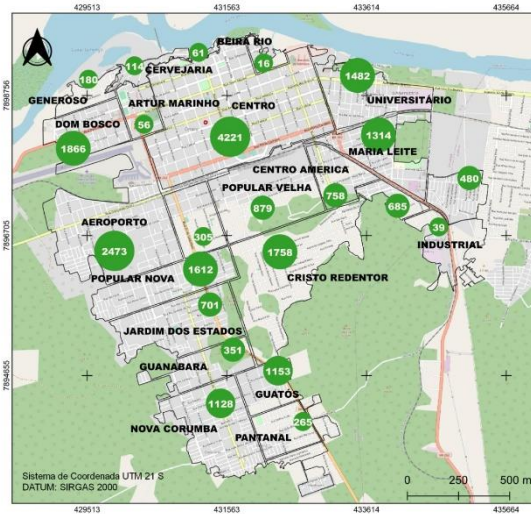 429513 431563 433614 435664
7898756
7896705
7894655
BEIRA RIO
61
114
16
180
CERVEJARIA
1482
GENEROSO
ARTUR MARINHO
CENTRO
UNIVERSITÁRIO
DOM BOSCO
56
4221
1314
1866
MARIA LEITE
CENTRO AMERICA
480
POPULAR VELHA
758
879
685
AEROPORTO
305
39
2473
1758
INDUSTRIAL
1612
POPULAR NOVA
CRISTO REDENTOR
701
JARDIM DOS ESTADOS
351
GUANABARA
1153
GUATÓS
1128
NOVA CORUMBA
265
PANTANAL
Sistema de Coordenada UTM 21 S
DATUM: SIRGAS 2000
0 250 500 m
429513 431563 433614 435664